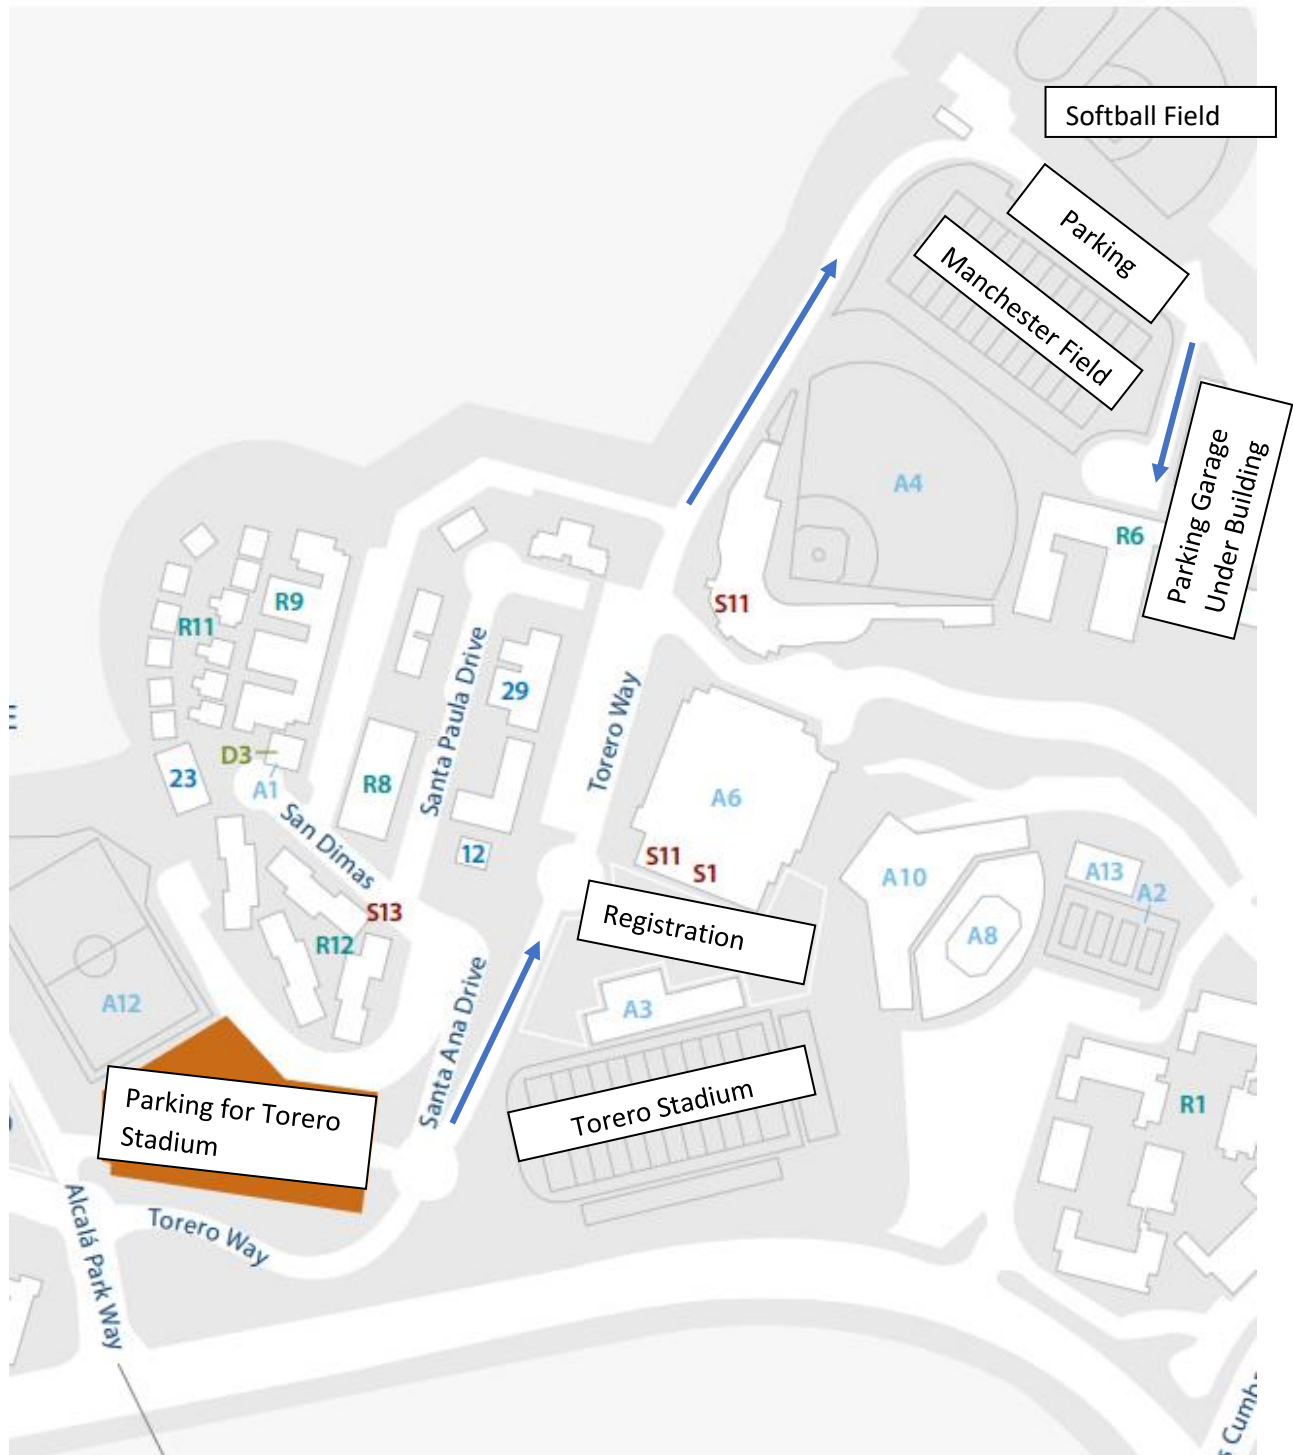 Softball Field
Parking
Manchester Field
Parking Garage
Under Building
A4
R6
S11
R9
R11
29
Santa Paula Drive
Torero Way
D3
A1
23
R8
San Dimas
A6
12
S11
S1
A10
A13
A2
S13
R12
Registration
A8
A12
A3
Santa Ana Drive
Parking for Torero
Stadium
Torero Stadium
R1
Alcalá Park Way
Torero Way